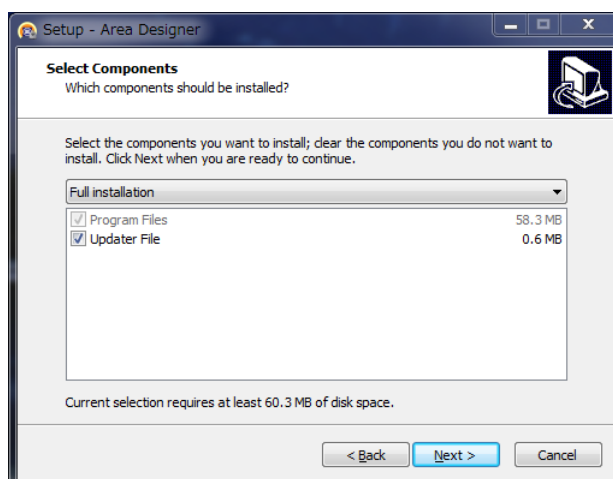 Setup - Area Designer
Select Components
Which components should be installed?
Select the components you want to install; clear the components you do not want to
install. Click Next when you are ready to continue.
Full installation
Program Files 58.3 MB
Updater File 0.6 MB
Current selection requires at least 60.3 MB of disk space.
< Back Next > Cancel